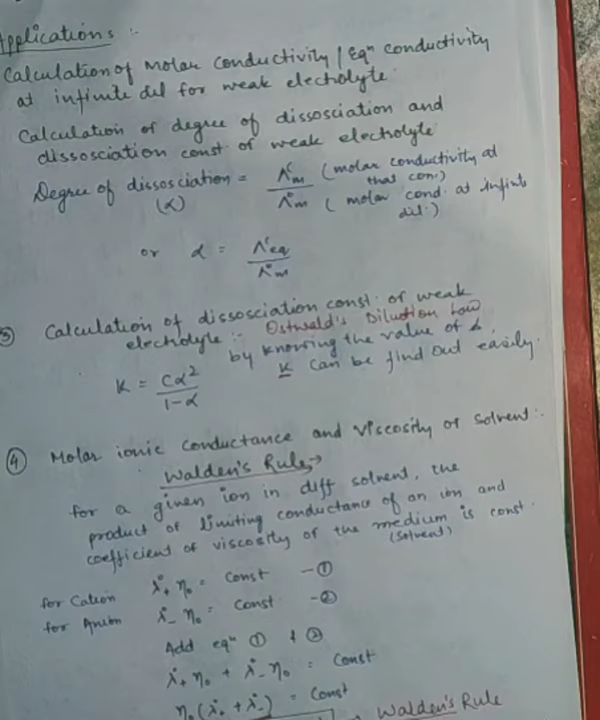 Applications :-
Calculation of Molar Conductivity / Eqⁿ conductivity
at infinite dil for weak electrolyte.
Calculation of degree of dissosciation and
dissosciation const. of weak electrolyte
Degree of dissosciation = Λᶜm (molar conductivity at that con.)
(α) Λ°m (molar cond. at infinite dil.)
or α = Λᶜeq
Λ°m
③ Calculation of dissosciation const. of weak
electrolyte :- Ostwald's Dilution Law
by knowing the value of α.
K = Cα² K can be find out easily.
1-α
④ Molar ionic conductance and viscosity of solvent :-
Walden's Rule →
for a given ion in diff solvent, the
product of limiting conductance of an ion and
coefficient of viscosity of the medium is const.
(solvent)
for Cation λ°₊ η₀ = Const —①
for Anion λ°₋ η₀ = Const —②
Add eqⁿ ① & ②
λ°₊ η₀ + λ°₋ η₀ = Const
η₀ (λ°₊ + λ°₋) = Const
Walden's Rule